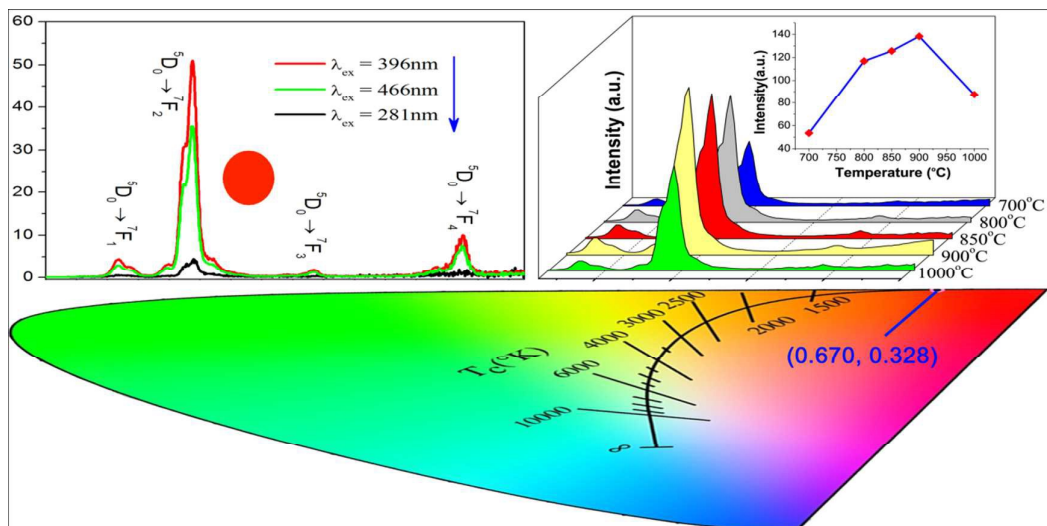 60
50
40
30
20
10
0
⁵D₀→⁷F₁
⁵D₀→⁷F₂
⁵D₀→⁷F₃
⁵D₀→⁷F₄
λex = 396nm
λex = 466nm
λex = 281nm
Intensity (a.u.)
Intensity(a.u.)
140
120
100
80
60
40
700 750 800 850 900 950 1000
Temperature (°C)
700°C
800°C
850°C
900°C
1000°C
Tc(°K)
1500
2000
2500
3000
4000
6000
10000
∞
(0.670, 0.328)